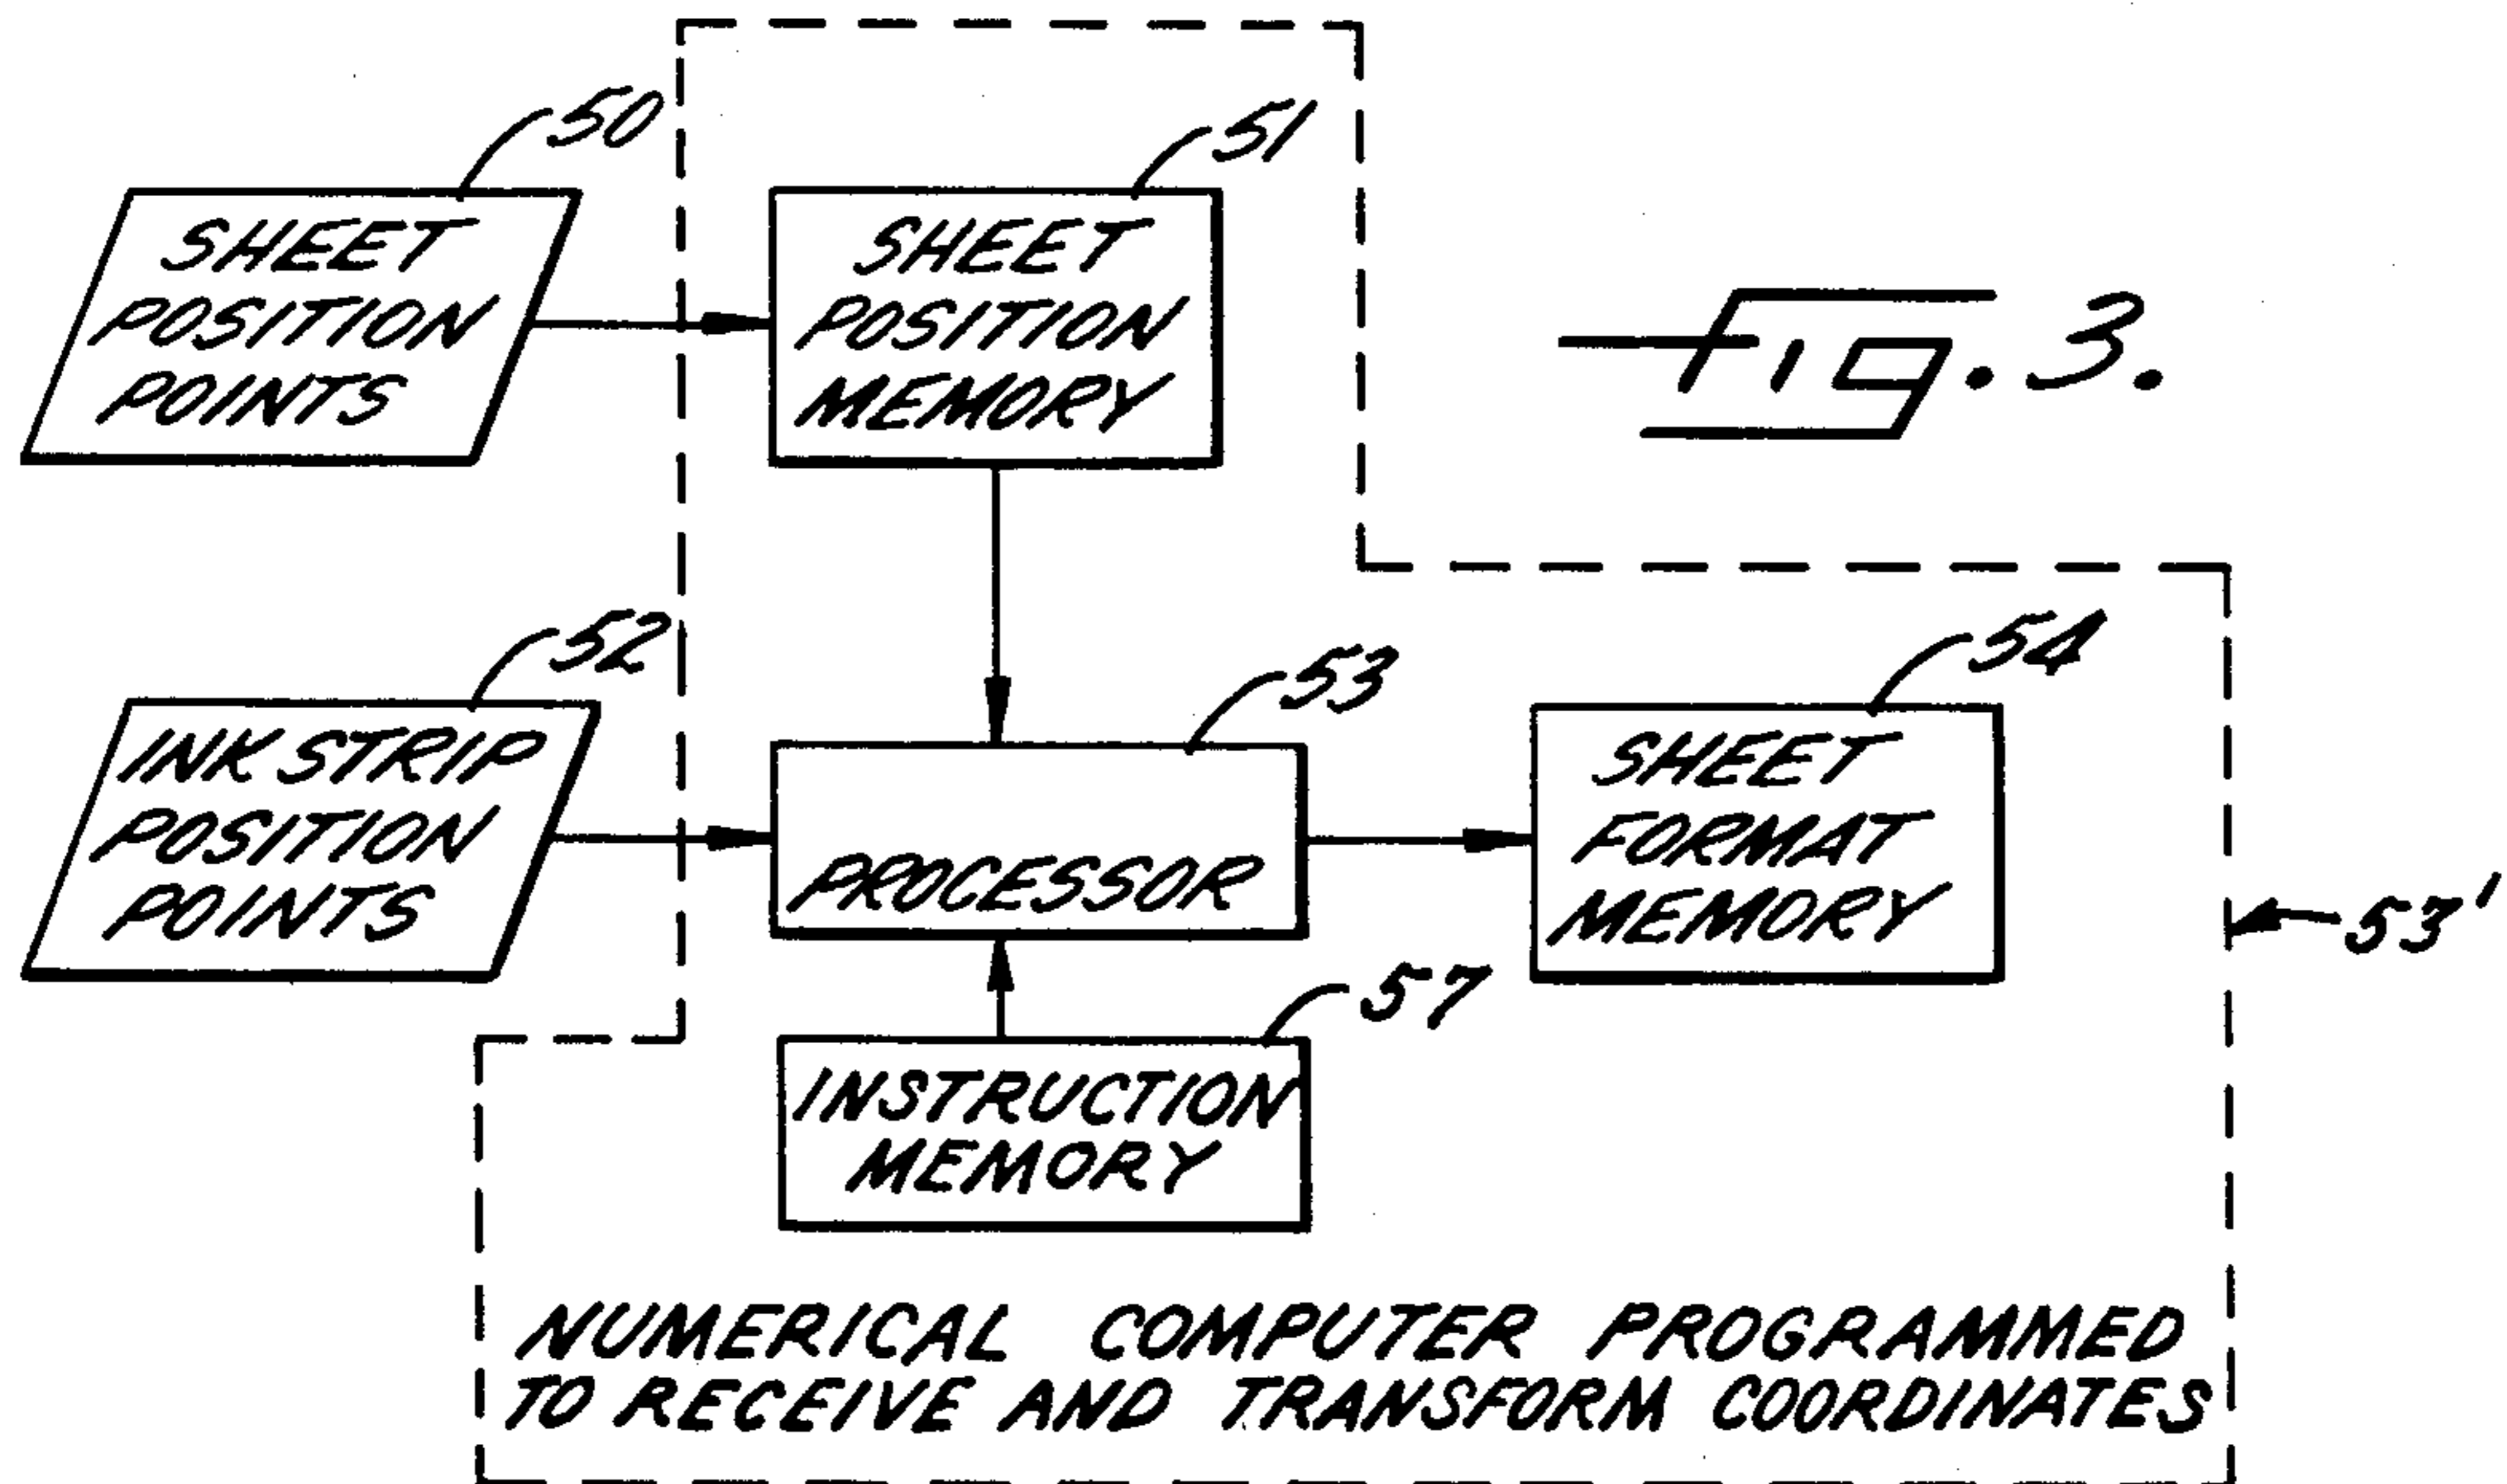 50
SHEET
POSITION
POINTS
51
SHEET
POSITION
MEMORY
Fig. 3.
52
INK STRIP
POSITION
POINTS
53
PROCESSOR
54
SHEET
FORMAT
MEMORY
53'
57
INSTRUCTION
MEMORY
NUMERICAL COMPUTER PROGRAMMED
TO RECEIVE AND TRANSFORM COORDINATES